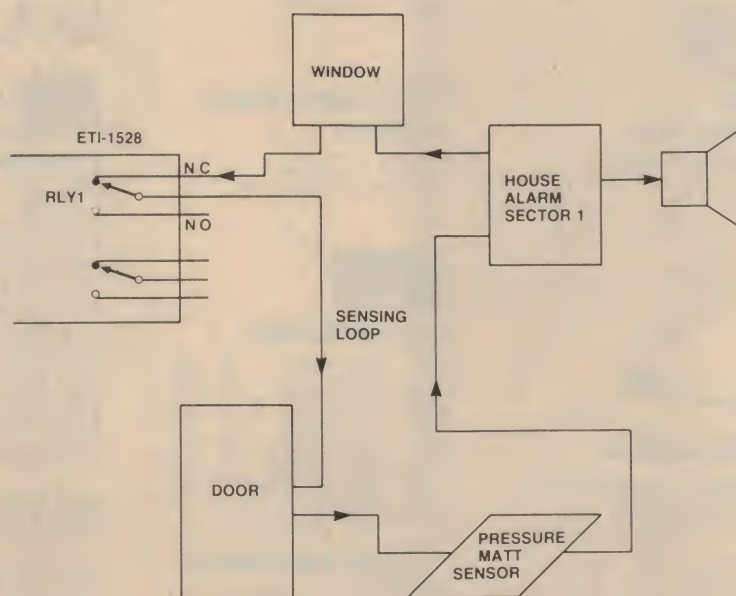 WINDOW
ETI-1528
N C
RLY1
N O
HOUSE
ALARM
SECTOR 1
SENSING
LOOP
DOOR
PRESSURE
MATT
SENSOR